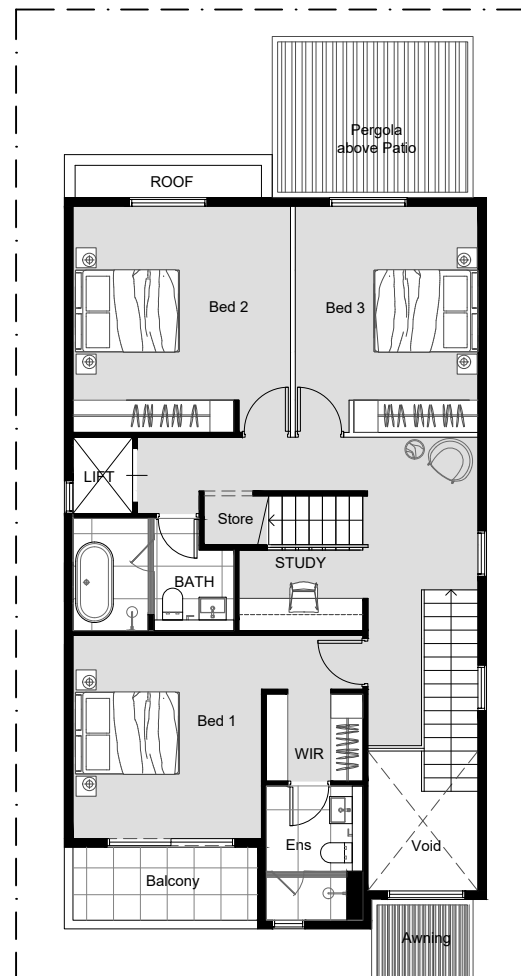 Pergola
above Patio
ROOF
Bed 2
Bed 3
LIFT
Store
STUDY
BATH
Bed 1
WIR
Ens
Void
Balcony
Awning